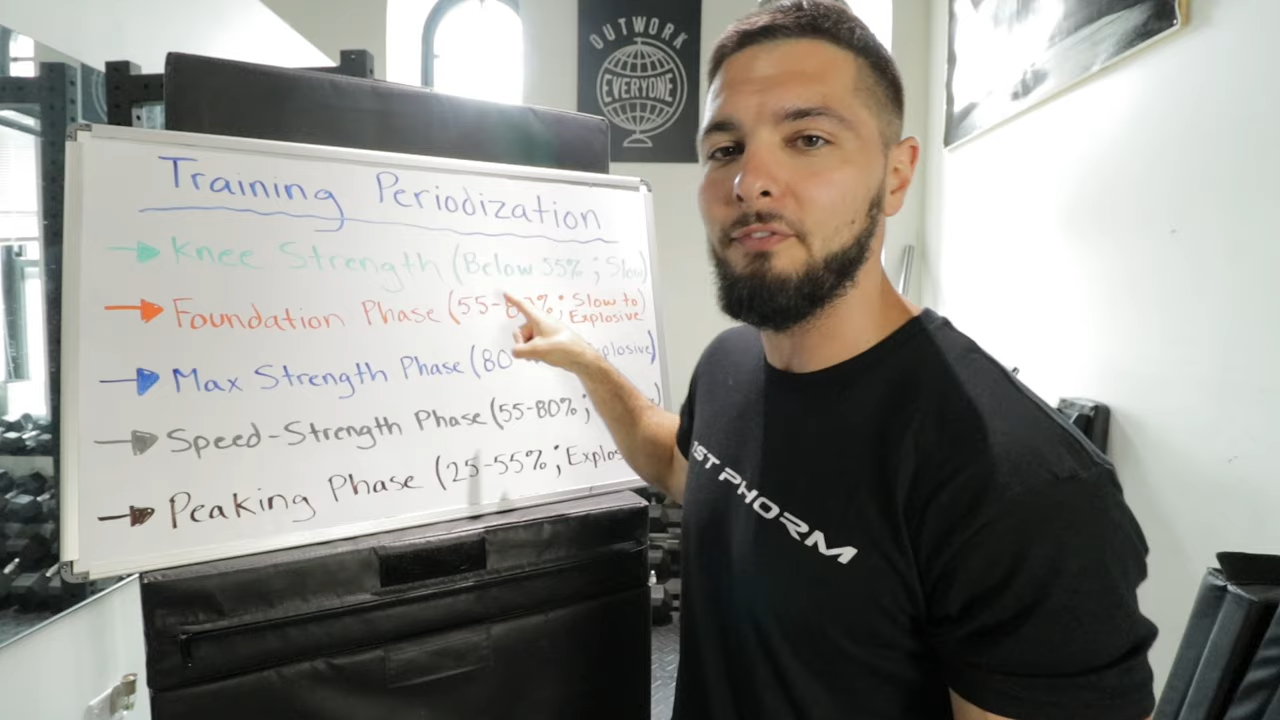 OUTWORK
EVERYONE
Training Periodization
Knee Strength (Below 55%; Slow)
Foundation Phase (55-80%; Slow to
Explosive)
Max Strength Phase (80
Speed-Strength Phase (55-80%;
Peaking Phase (25-55%; Explos
1ST PHORM